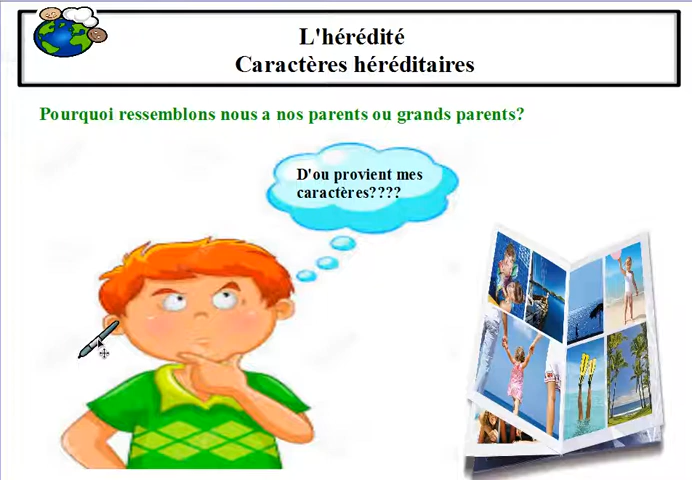 L'hérédité
Caractères héréditaires
Pourquoi ressemblons nous a nos parents ou grands parents?
D'ou provient mes
caractères????